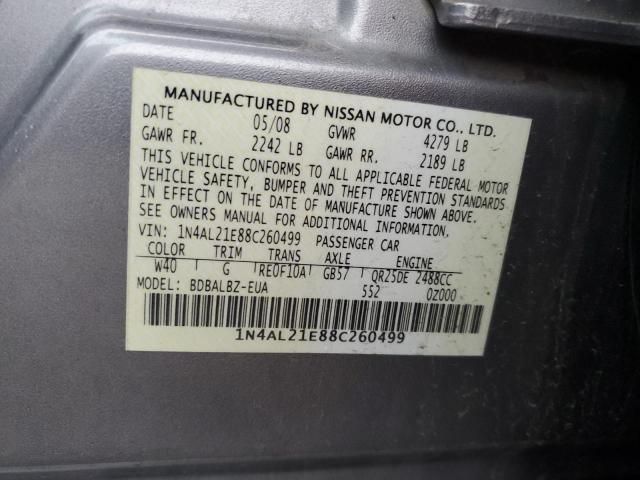 MANUFACTURED BY NISSAN MOTOR CO., LTD.
DATE 05/08 GVWR 4279 LB
GAWR FR. 2242 LB GAWR RR. 2189 LB
THIS VEHICLE CONFORMS TO ALL APPLICABLE FEDERAL MOTOR
VEHICLE SAFETY, BUMPER AND THEFT PREVENTION STANDARDS
IN EFFECT ON THE DATE OF MANUFACTURE SHOWN ABOVE.
SEE OWNERS MANUAL FOR ADDITIONAL INFORMATION.
VIN: 1N4AL21E88C260499 PASSENGER CAR
COLOR TRIM TRANS AXLE ENGINE
W40 G RE0F10A GB57 QR25DE 2488CC
MODEL: BDBALBZ-EUA 552 0Z000
1N4AL21E88C260499